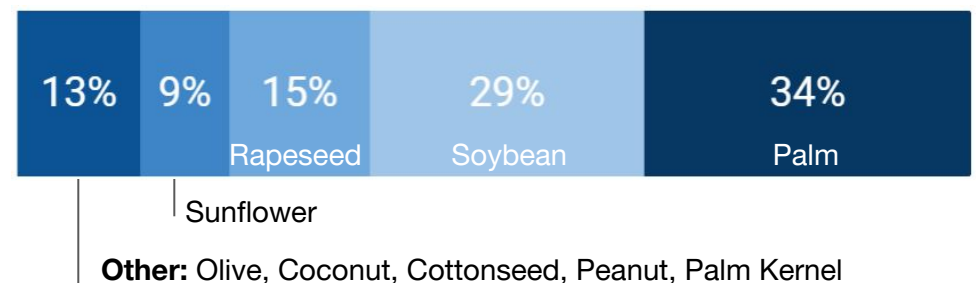 13% 9% 15% 29% 34%
Rapeseed Soybean Palm
Sunflower
Other: Olive, Coconut, Cottonseed, Peanut, Palm Kernel